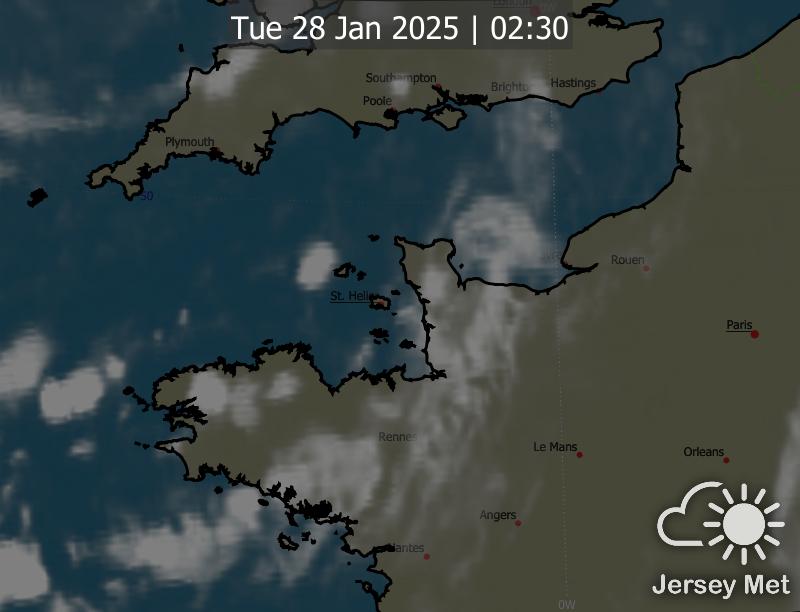 London
Tue 28 Jan 2025 | 02:30
Southampton
Hastings
Poole
Plymouth
50
Rouen
St. Helier
Paris
Rennes
Le Mans
Orleans
Angers
Nantes
0W
Jersey Met